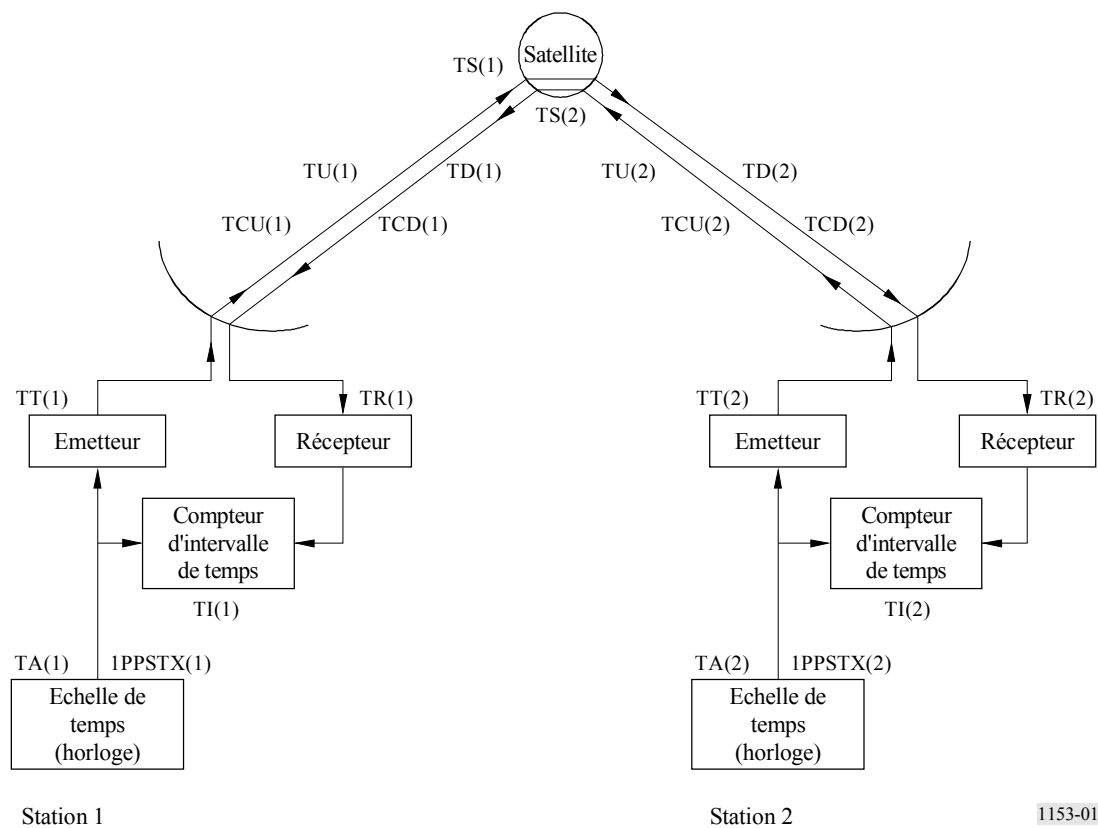 Satellite
TS(1)
TS(2)
TU(1)
TD(1)
TU(2)
TD(2)
TCU(1)
TCD(1)
TCU(2)
TCD(2)
TT(1)
TR(1)
TT(2)
TR(2)
Emetteur
Récepteur
Emetteur
Récepteur
Compteur
d'intervalle
de temps
Compteur
d'intervalle
de temps
TI(1)
TI(2)
TA(1)
1PPSTX(1)
TA(2)
1PPSTX(2)
Echelle de
temps
(horloge)
Echelle de
temps
(horloge)
Station 1
Station 2
1153-01